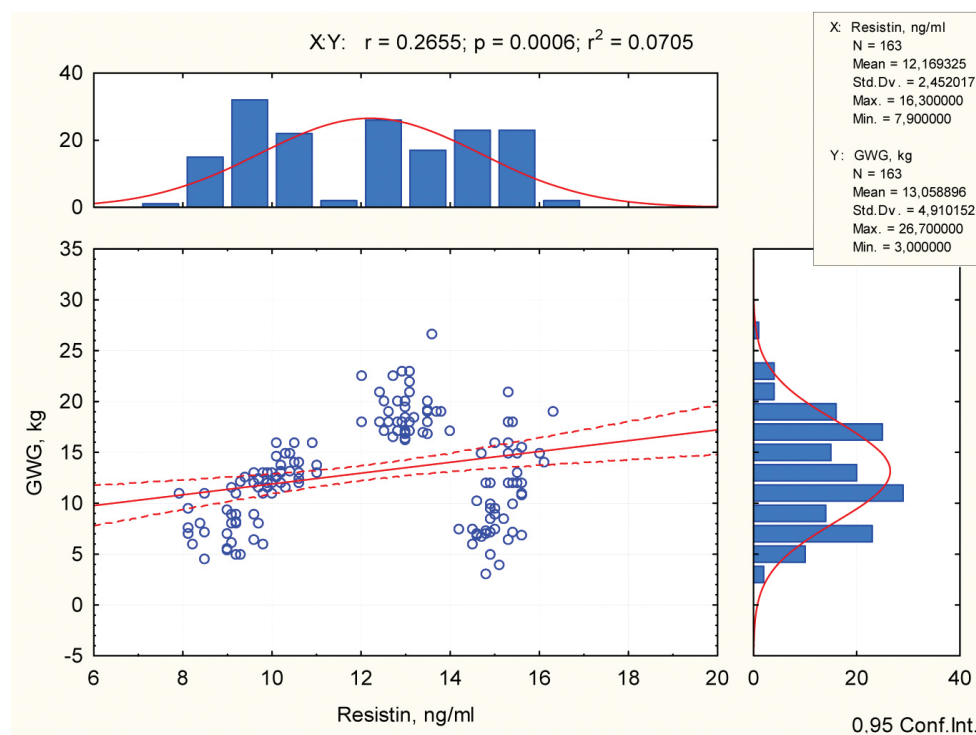 X:Y: r = 0.2655; p = 0.0006; r² = 0.0705
X: Resistin, ng/ml
N = 163
Mean = 12,169325
Std.Dv. = 2,452017
Max. = 16,300000
Min. = 7,900000
Y: GWG, kg
N = 163
Mean = 13,058896
Std.Dv. = 4,910152
Max. = 26,700000
Min. = 3,000000
40
20
0
35
30
25
20
15
10
5
0
-5
GWG, kg
6 8 10 12 14 16 18 20
Resistin, ng/ml
0 20 40
0.95 Conf.Int.